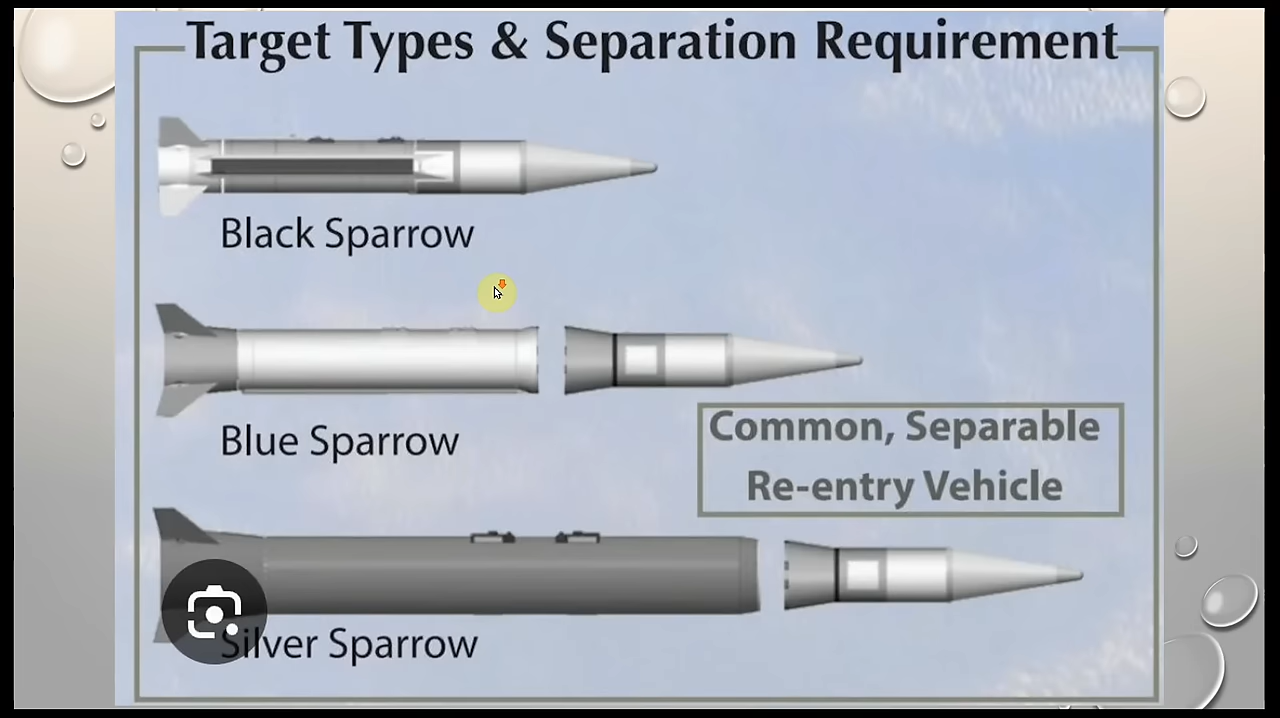 Target Types & Separation Requirement
Black Sparrow
Blue Sparrow
Common, Separable
Re-entry Vehicle
Silver Sparrow